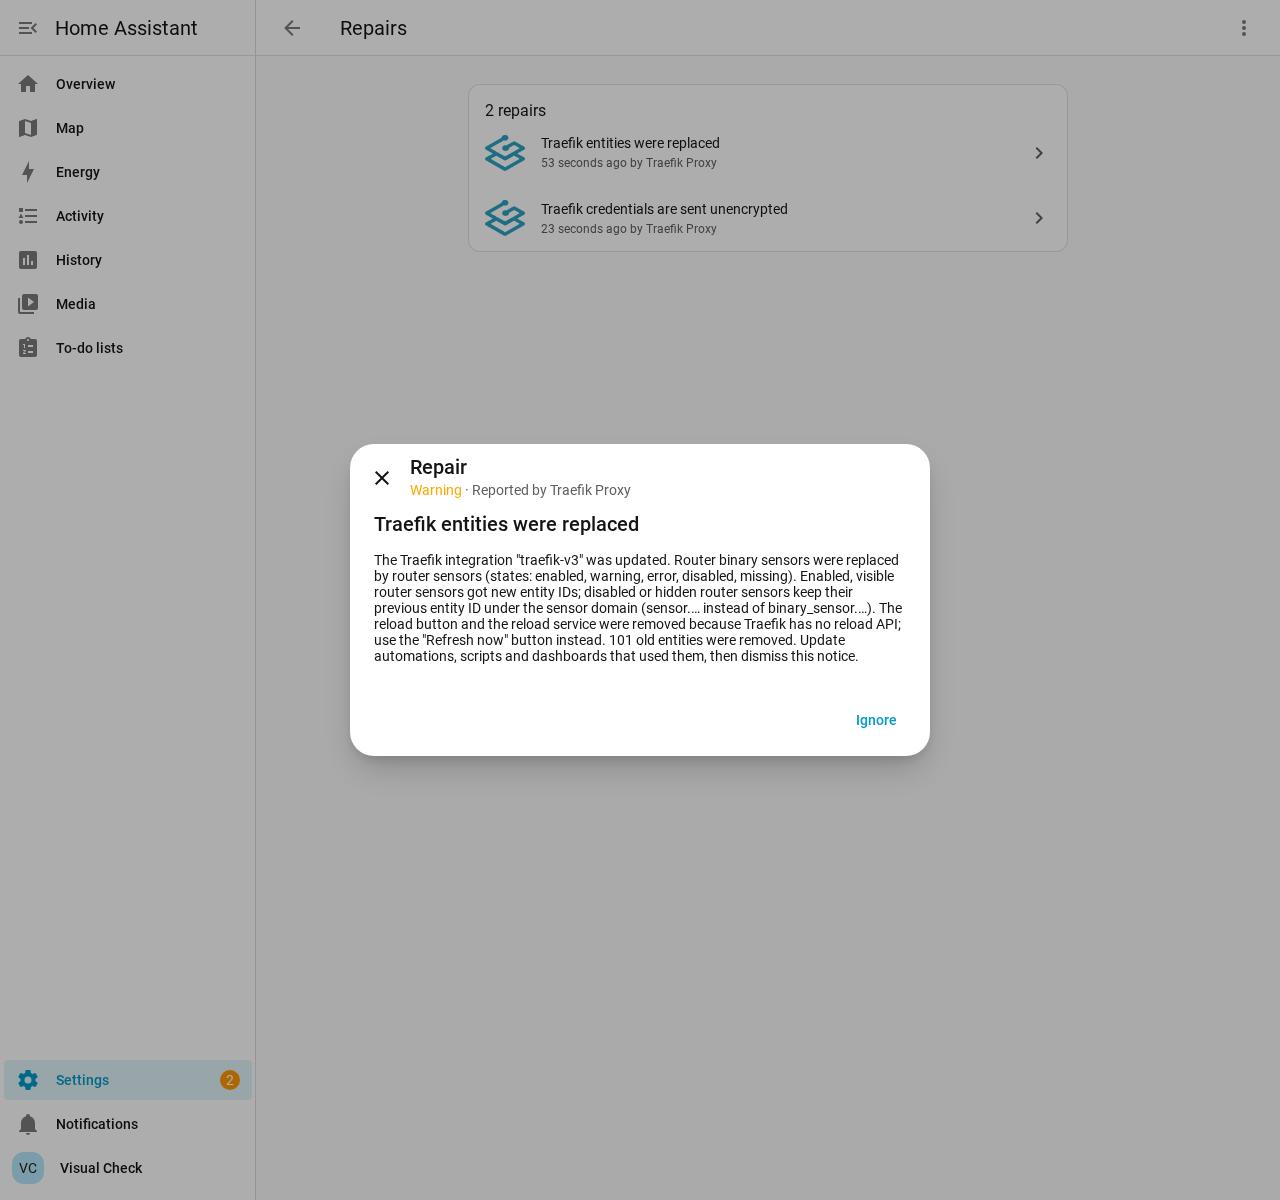 Home Assistant
Repairs
Overview
Map
Energy
Activity
History
Media
To-do lists
2 repairs
Traefik entities were replaced
53 seconds ago by Traefik Proxy
Traefik credentials are sent unencrypted
23 seconds ago by Traefik Proxy
Repair
Warning · Reported by Traefik Proxy
Traefik entities were replaced
The Traefik integration "traefik-v3" was updated. Router binary sensors were replaced
by router sensors (states: enabled, warning, error, disabled, missing). Enabled, visible
router sensors got new entity IDs; disabled or hidden router sensors keep their
previous entity ID under the sensor domain (sensor.… instead of binary_sensor.…). The
reload button and the reload service were removed because Traefik has no reload API;
use the "Refresh now" button instead. 101 old entities were removed. Update
automations, scripts and dashboards that used them, then dismiss this notice.
Ignore
Settings
2
Notifications
VC
Visual Check